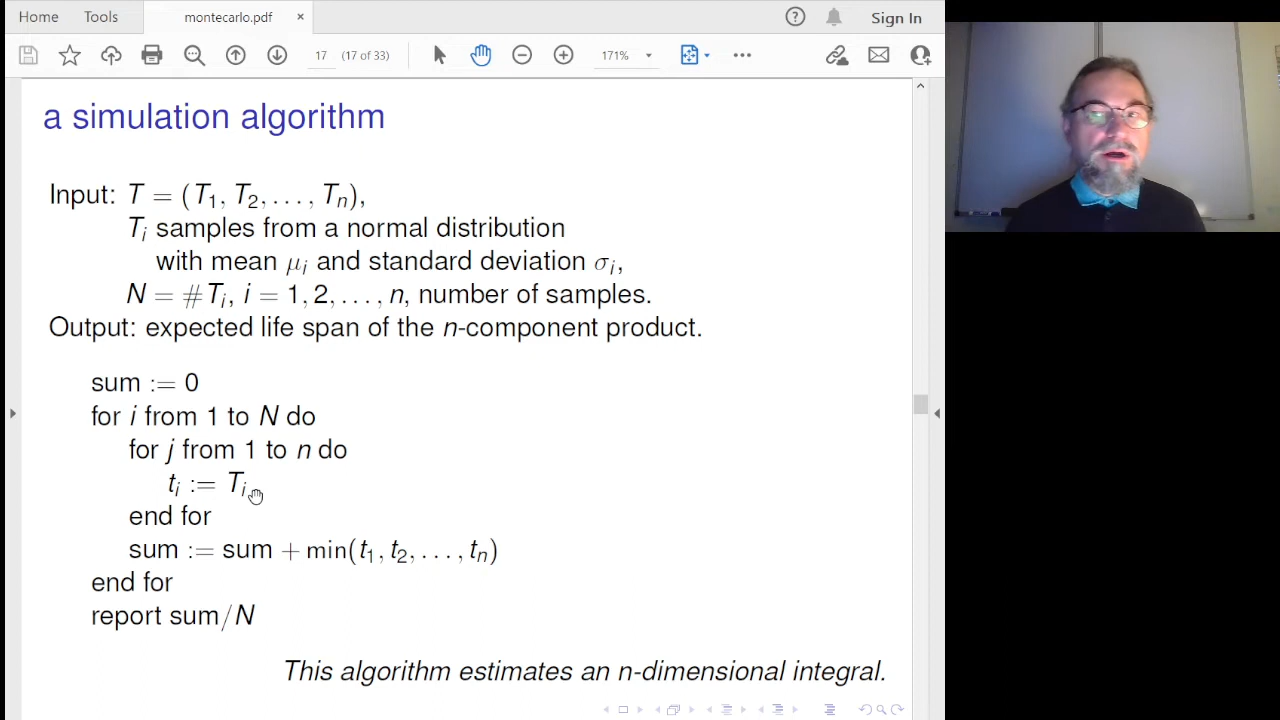 Home Tools montecarlo.pdf × Sign In
17 (17 of 33) 171%
a simulation algorithm
Input: T = (T₁, T₂, . . . , Tₙ),
Tᵢ samples from a normal distribution
with mean μᵢ and standard deviation σᵢ,
N = #Tᵢ, i = 1, 2, . . . , n, number of samples.
Output: expected life span of the n-component product.
sum := 0
for i from 1 to N do
for j from 1 to n do
tᵢ := Tᵢ
end for
sum := sum + min(t₁, t₂, . . . , tₙ)
end for
report sum/N
This algorithm estimates an n-dimensional integral.